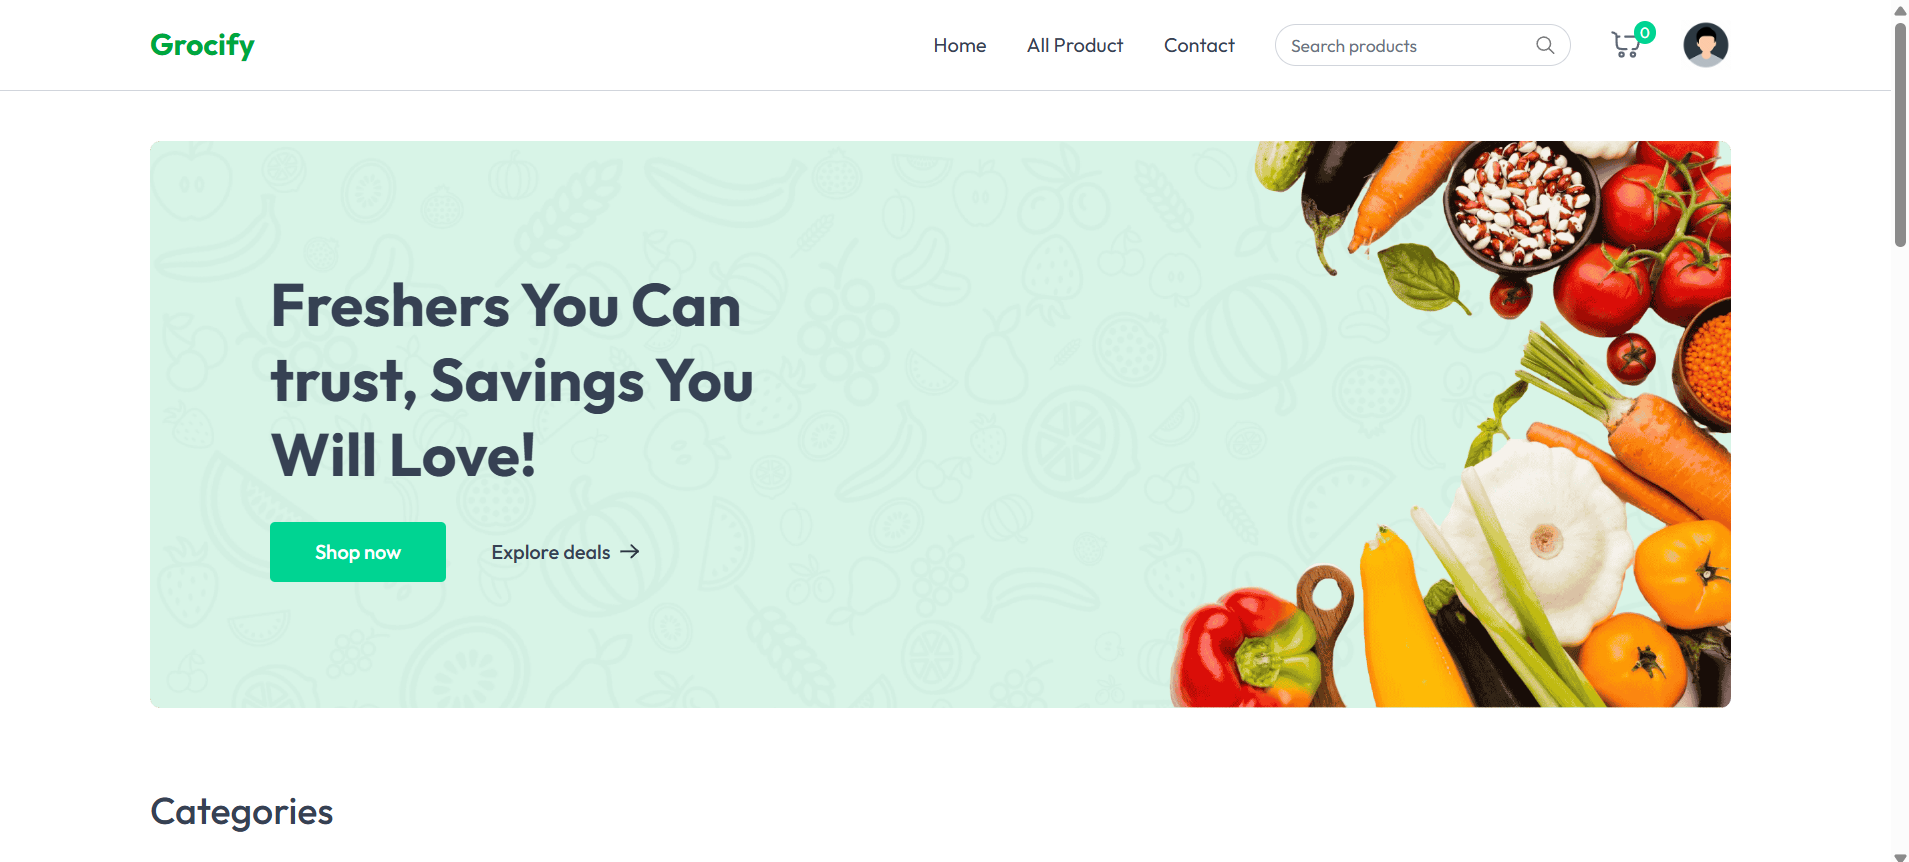 Grocify
Home
All Product
Contact
Search products
0
Freshers You Can
trust, Savings You
Will Love!
Shop now
Explore deals
Categories